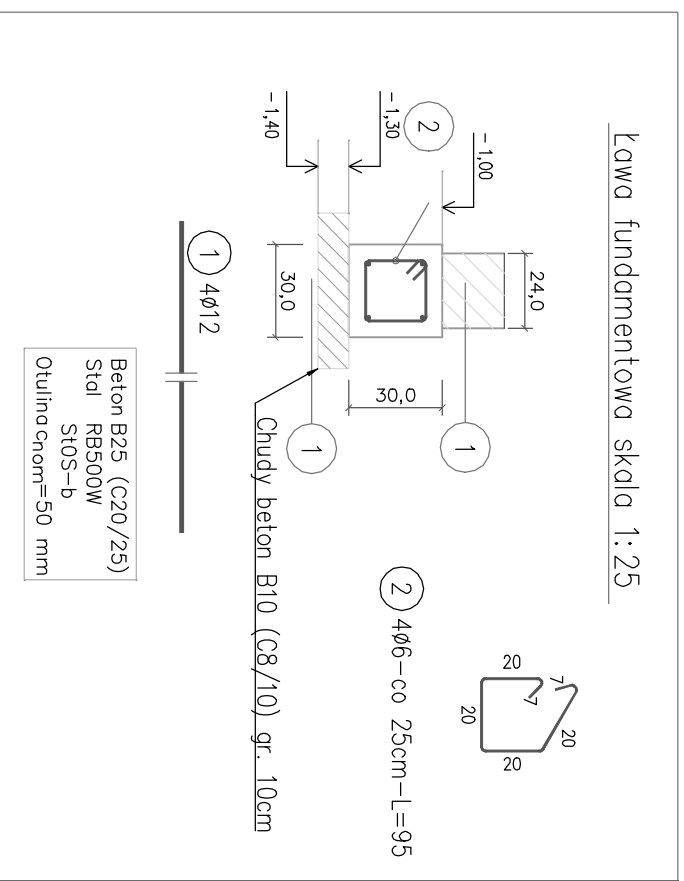 Ława fundamentowa skala 1:25
-1,00
-1,30
-1,40
2
24,0
30,0
30,0
1
1
Chudy beton B10 (C8/10) gr. 10cm
1 4ø12
2 4ø6-co 25cm-L=95
20
7
7
20
20
20
Beton B25 (C20/25)
Stal RB500W
StOS-b
Otulina cnom=50 mm